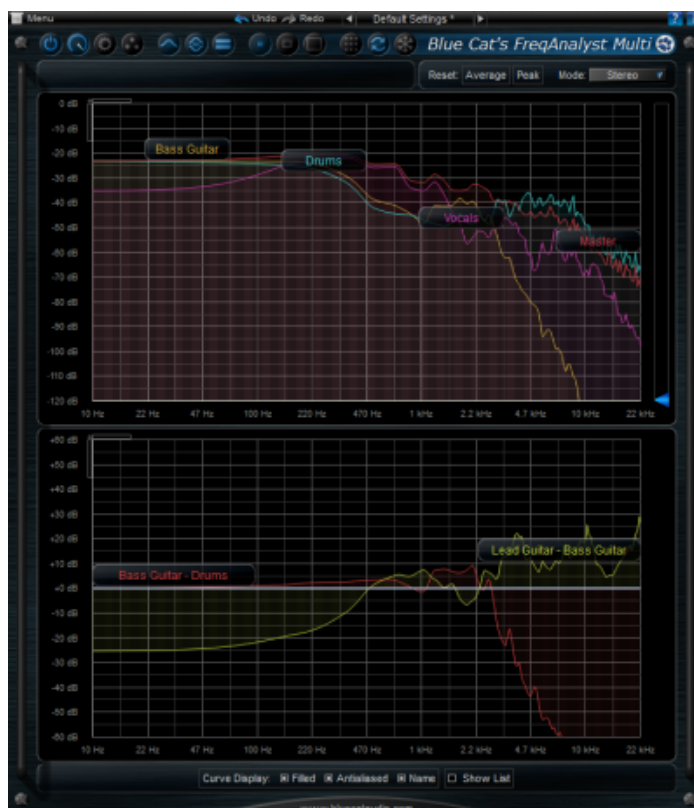 Menu Undo Redo Default Settings * ?
Blue Cat's FreqAnalyst Multi
Reset: Average Peak Mode: Stereo
0 dB
-10 dB
-20 dB
-30 dB
-40 dB
-50 dB
-60 dB
-70 dB
-80 dB
-90 dB
-100 dB
-110 dB
-120 dB
Bass Guitar
Drums
Vocals
Master
10 Hz 22 Hz 47 Hz 100 Hz 220 Hz 470 Hz 1 kHz 2.2 kHz 4.7 kHz 10 kHz 22 kHz
+60 dB
+50 dB
+40 dB
+30 dB
+20 dB
+10 dB
+0 dB
-10 dB
-20 dB
-30 dB
-40 dB
-50 dB
-60 dB
Lead Guitar - Bass Guitar
Bass Guitar - Drums
10 Hz 22 Hz 47 Hz 100 Hz 220 Hz 470 Hz 1 kHz 2.2 kHz 4.7 kHz 10 kHz 22 kHz
Curve Display: Filled Antialiased Name Show List